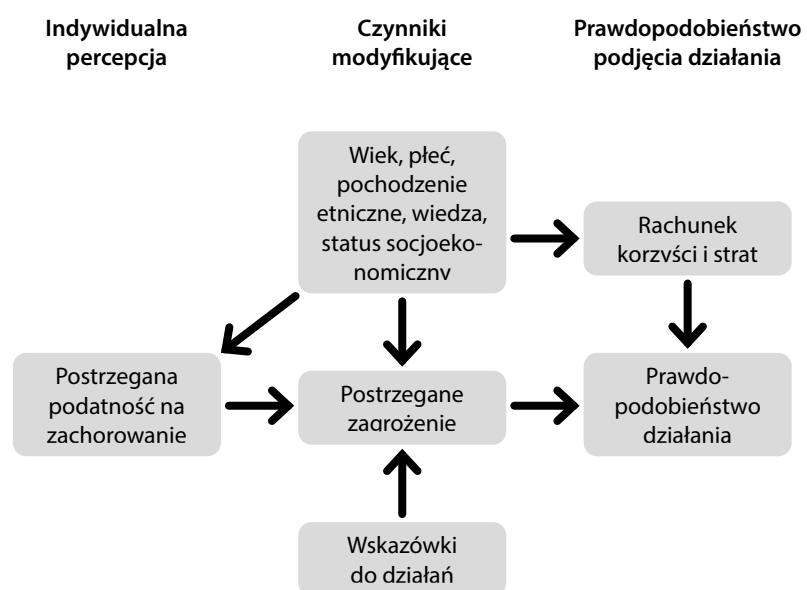 Indywidualna
percepcja
Czynniki
modyfikujące
Prawdopodobieństwo
podjęcia działania
Wiek, płeć,
pochodzenie
etniczne, wiedza,
status socjoeko-
nomiczny
Rachunek
korzyści i strat
Postrzegana
podatność na
zachorowanie
Postrzegane
zagrożenie
Prawdo-
podobieństwo
działania
Wskazówki
do działań